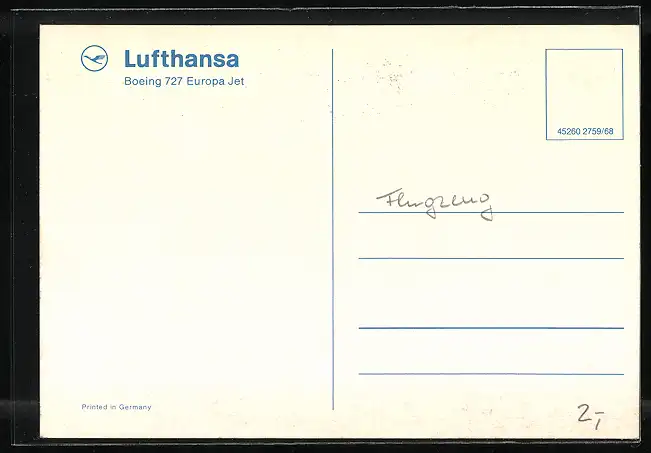 Lufthansa
Boeing 727 Europa Jet
45260 2759/68
Flugzeug
Printed in Germany
2,-